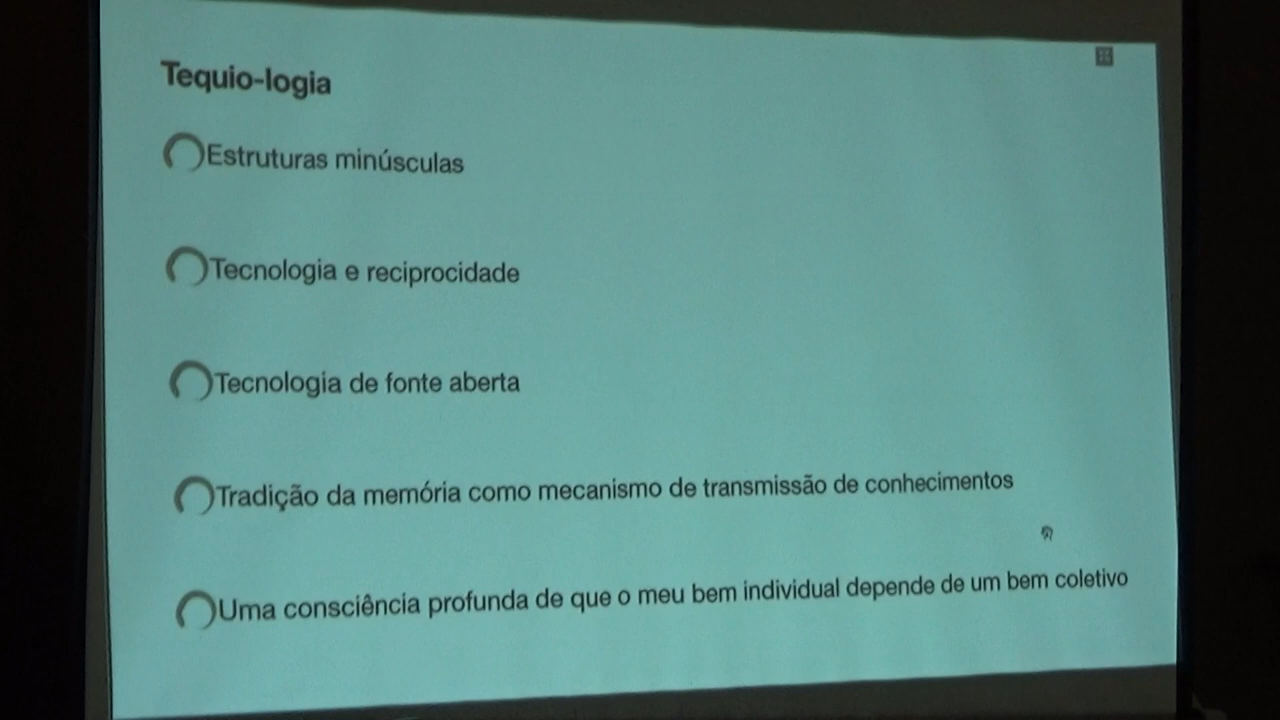 Tequio-logia
Estruturas minúsculas
Tecnologia e reciprocidade
Tecnologia de fonte aberta
Tradição da memória como mecanismo de transmissão de conhecimentos
Uma consciência profunda de que o meu bem individual depende de um bem coletivo